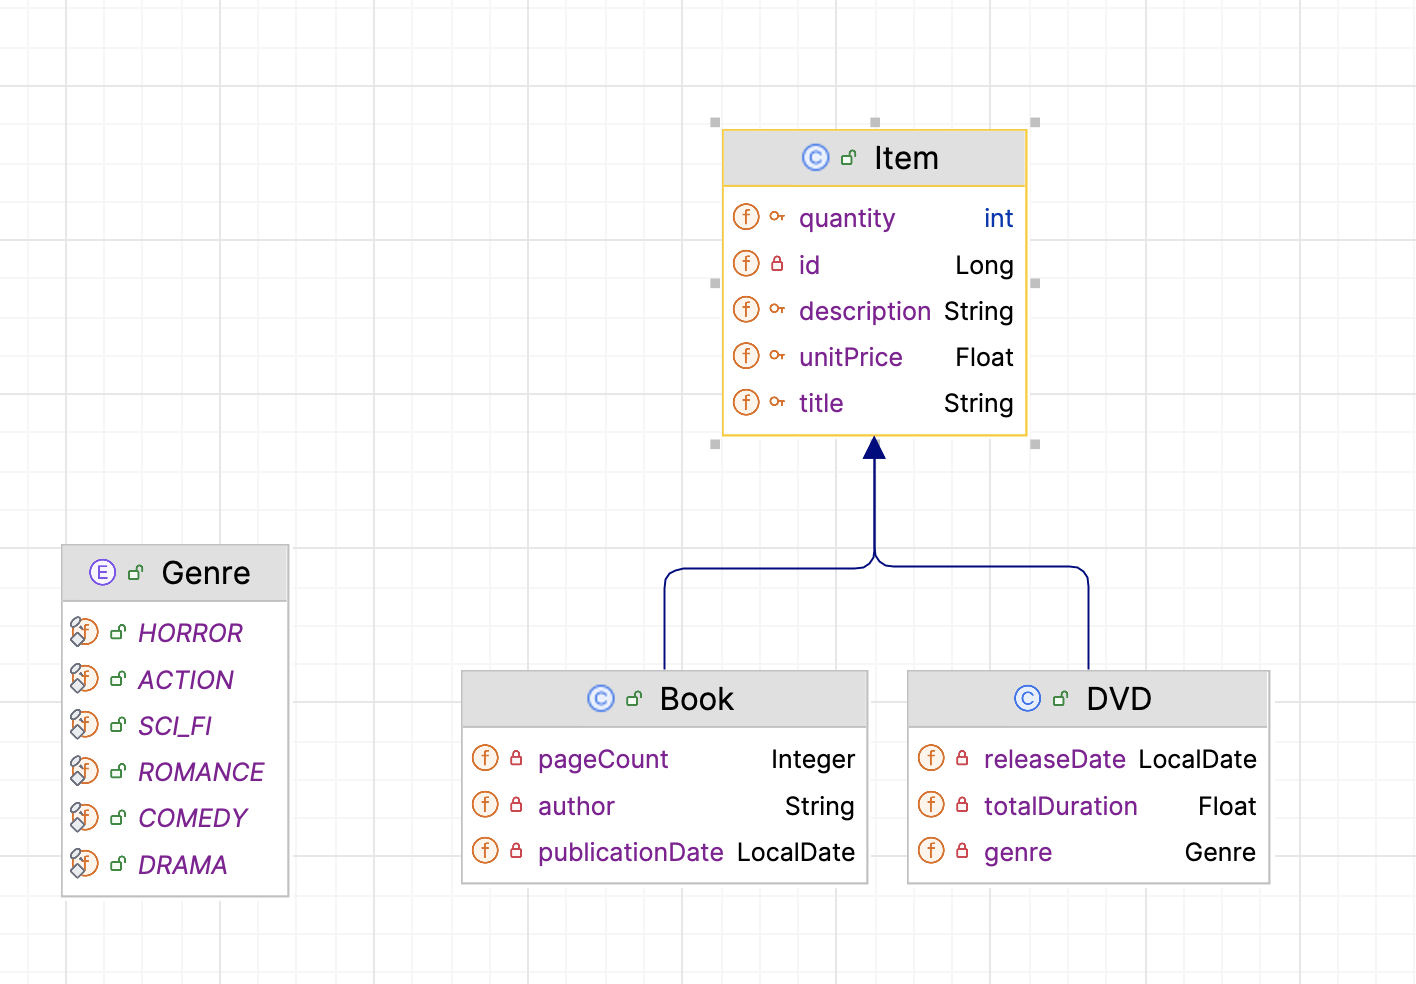 Item
quantity int
id Long
description String
unitPrice Float
title String
Genre
HORROR
ACTION
SCI_FI
ROMANCE
COMEDY
DRAMA
Book
pageCount Integer
author String
publicationDate LocalDate
DVD
releaseDate LocalDate
totalDuration Float
genre Genre